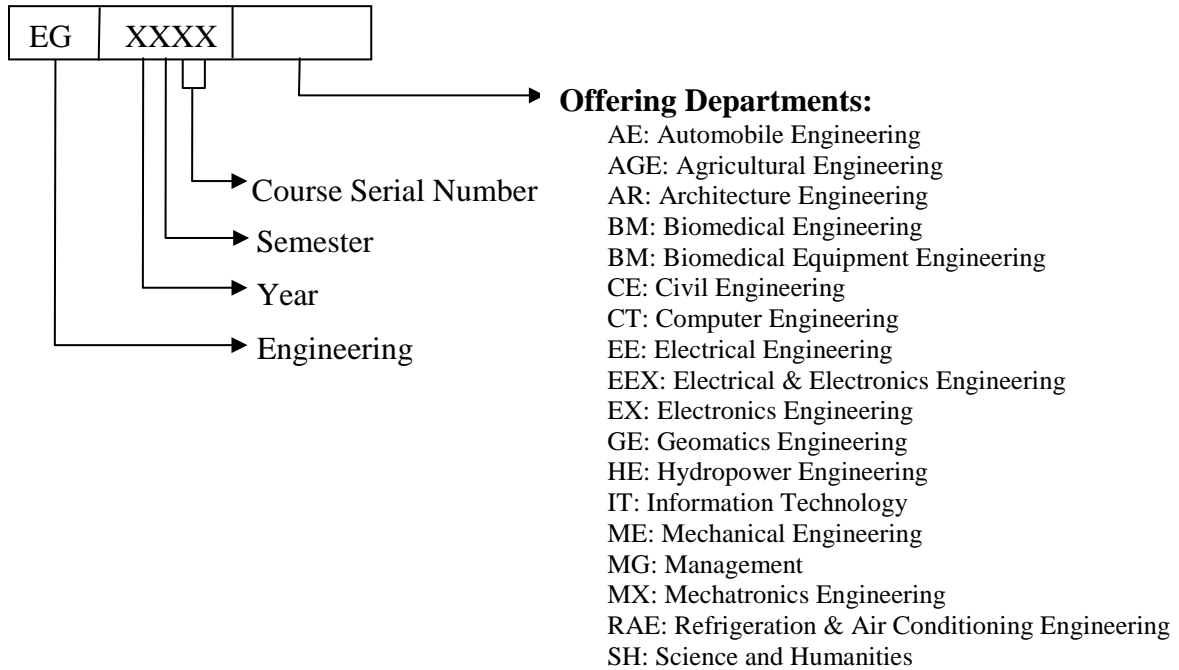 EG XXXX
Offering Departments:
AE: Automobile Engineering
AGE: Agricultural Engineering
AR: Architecture Engineering
BM: Biomedical Engineering
BM: Biomedical Equipment Engineering
CE: Civil Engineering
CT: Computer Engineering
EE: Electrical Engineering
EEX: Electrical & Electronics Engineering
EX: Electronics Engineering
GE: Geomatics Engineering
HE: Hydropower Engineering
IT: Information Technology
ME: Mechanical Engineering
MG: Management
MX: Mechatronics Engineering
RAE: Refrigeration & Air Conditioning Engineering
SH: Science and Humanities
Course Serial Number
Semester
Year
Engineering